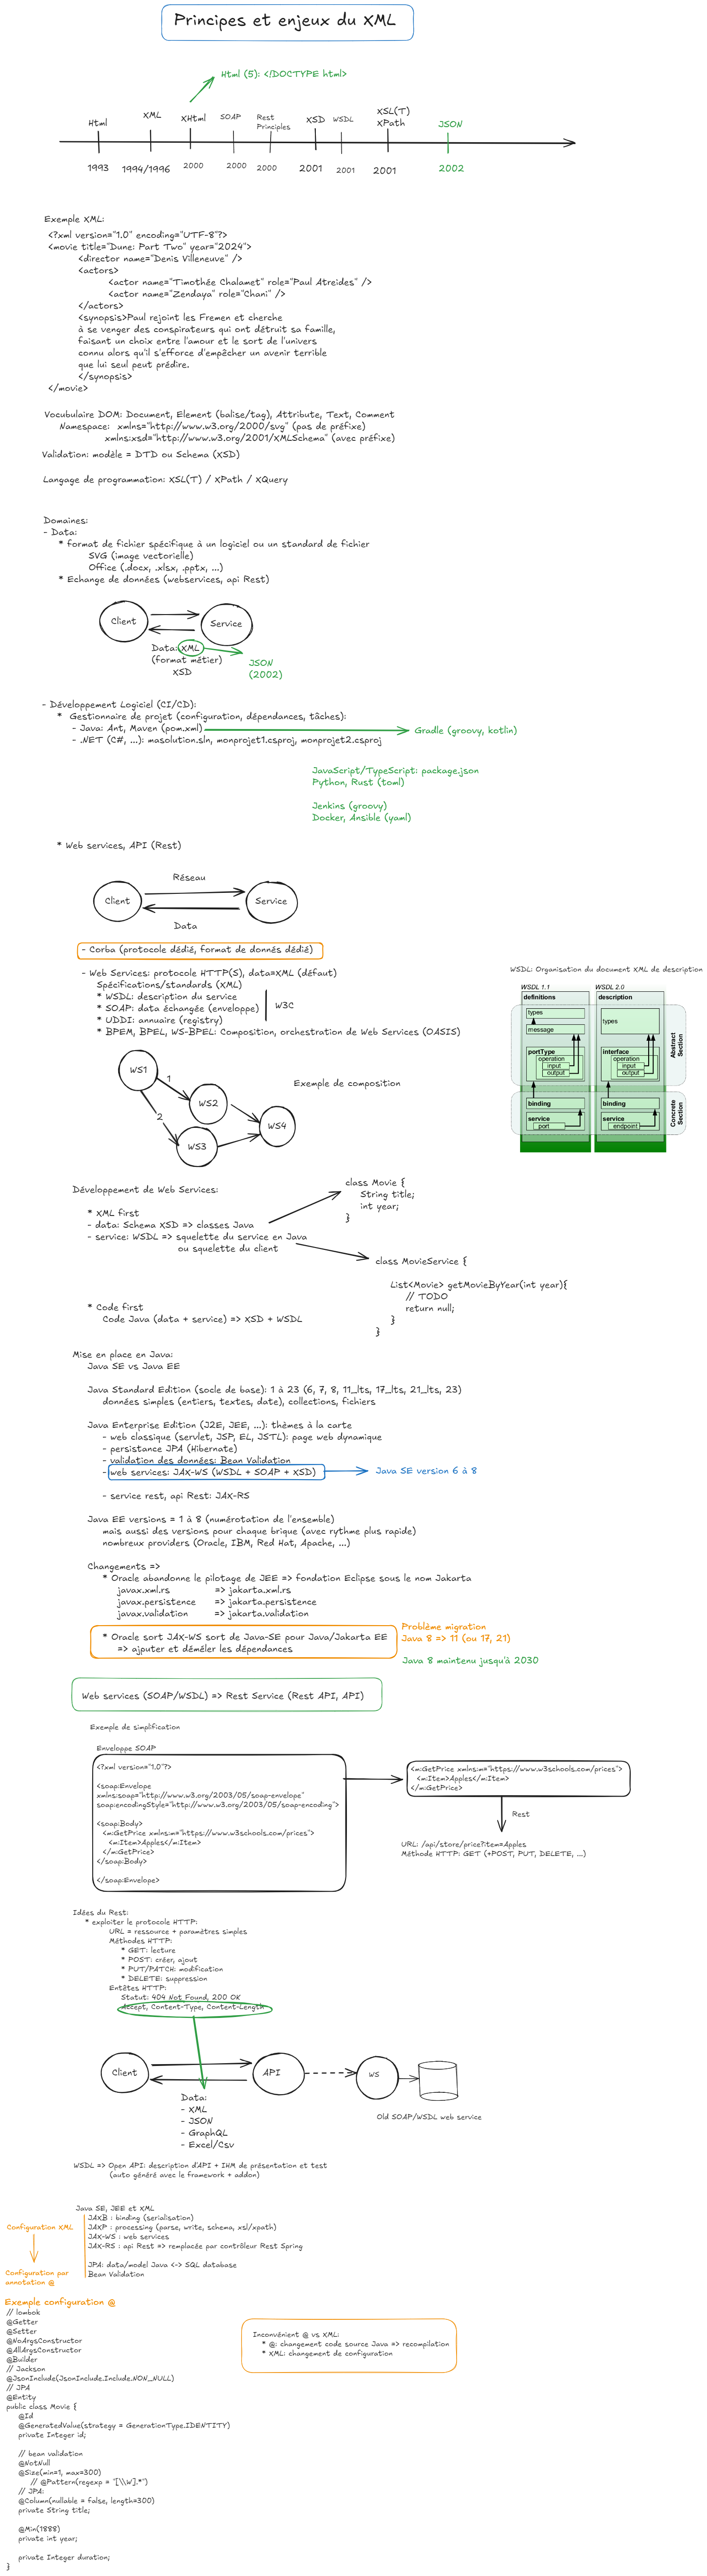 Principes et enjeux du XML
Html (5): <!DOCTYPE html>
Html
XML
XHtml
SOAP
Rest
Principles
XSD
WSDL
XSL(T)
XPath
JSON
1993
1994/1996
2000
2000
2000
2001
2001
2001
2002
Exemple XML:
<?xml version="1.0" encoding="UTF-8"?>
<movie title="Dune: Part Two" year="2024">
<director name="Denis Villeneuve" />
<actors>
<actor name="Timothée Chalamet" role="Paul Atreides" />
<actor name="Zendaya" role="Chani" />
</actors>
<synopsis>Paul rejoint les Fremen et cherche
à se venger des conspirateurs qui ont détruit sa famille,
faisant un choix entre l'amour et le sort de l'univers
connu alors qu'il s'efforce d'empêcher un avenir terrible
que lui seul peut prédire.
</synopsis>
</movie>
Vocubulaire DOM: Document, Element (balise/tag), Attribute, Text, Comment
Namespace: xmlns="http://www.w3.org/2000/svg" (pas de préfixe)
xmlns:xsd="http://www.w3.org/2001/XMLSchema" (avec préfixe)
Validation: modèle = DTD ou Schema (XSD)
Langage de programmation: XSL(T) / XPath / XQuery
Domaines:
- Data:
* format de fichier spécifique à un logiciel ou un standard de fichier
SVG (image vectorielle)
Office (.docx, .xlsx, .pptx, ...)
* Echange de données (webservices, api Rest)
Client
Service
Data: XML
(format métier)
XSD
JSON
(2002)
- Développement Logiciel (CI/CD):
* Gestionnaire de projet (configuration, dépendances, tâches):
- Java: Ant, Maven (pom.xml)
Gradle (groovy, kotlin)
- .NET (C#, ...): masolution.sln, monprojet1.csproj, monprojet2.csproj
JavaScript/TypeScript: package.json
Python, Rust (toml)
Jenkins (groovy)
Docker, Ansible (yaml)
* Web services, API (Rest)
Réseau
Client
Service
Data
- Corba (protocole dédié, format de donnés dédié)
- Web Services: protocole HTTP(S), data=XML (défaut)
Spécifications/standards (XML)
* WSDL: description du service
* SOAP: data échangée (enveloppe)
W3C
* UDDI: annuaire (registry)
* BPEM, BPEL, WS-BPEL: Composition, orchestration de Web Services (OASIS)
WSDL: Organisation du document XML de description
WSDL 1.1
WSDL 2.0
definitions
description
types
types
message
portType
interface
operation
operation
input
input
output
output
Abstract
Section
binding
binding
service
service
port
endpoint
Concrete
Section
WS1
1
WS2
2
WS3
WS4
Exemple de composition
Développement de Web Services:
* XML first
- data: Schema XSD => classes Java
- service: WSDL => squelette du service en Java
ou squelette du client
class Movie {
String title;
int year;
}
class MovieService {
List<Movie> getMovieByYear(int year){
// TODO
return null;
}
}
* Code first
Code Java (data + service) => XSD + WSDL
Mise en place en Java:
Java SE vs Java EE
Java Standard Edition (socle de base): 1 à 23 (6, 7, 8, 11_lts, 17_lts, 21_lts, 23)
données simples (entiers, textes, date), collections, fichiers
Java Enterprise Edition (J2E, JEE, ...): thèmes à la carte
- web classique (servlet, JSP, EL, JSTL): page web dynamique
- persistance JPA (Hibernate)
- validation des données: Bean Validation
- web services: JAX-WS (WSDL + SOAP + XSD)
Java SE version 6 à 8
- service rest, api Rest: JAX-RS
Java EE versions = 1 à 8 (numérotation de l'ensemble)
mais aussi des versions pour chaque brique (avec rythme plus rapide)
nombreux providers (Oracle, IBM, Red Hat, Apache, ...)
Changements =>
* Oracle abandonne le pilotage de JEE => fondation Eclipse sous le nom Jakarta
javax.xml.rs => jakarta.xml.rs
javax.persistence => jakarta.persistence
javax.validation => jakarta.validation
* Oracle sort JAX-WS sort de Java-SE pour Java/Jakarta EE
=> ajputer et démêler les dépendances
Problème migration
Java 8 => 11 (ou 17, 21)
Java 8 maintenu jusqu'à 2030
Web services (SOAP/WSDL) => Rest Service (Rest API, API)
Exemple de simplification
Enveloppe SOAP
<?xml version="1.0"?>
<soap:Envelope
xmlns:soap="http://www.w3.org/2003/05/soap-envelope"
soap:encodingStyle="http://www.w3.org/2003/05/soap-encoding">
<soap:Body>
<m:GetPrice xmlns:m="https://www.w3schools.com/prices">
<m:Item>Apples</m:Item>
</m:GetPrice>
</soap:Body>
</soap:Envelope>
<m:GetPrice xmlns:m="https://www.w3schools.com/prices">
<m:Item>Apples</m:Item>
</m:GetPrice>
Rest
URL: /api/store/price?item=Apples
Méthode HTTP: GET (+POST, PUT, DELETE, ...)
Idées du Rest:
* exploiter le protocole HTTP:
URL = ressource + paramètres simples
Méthodes HTTP:
* GET: lecture
* POST: créer, ajout
* PUT/PATCH: modification
* DELETE: suppression
Entêtes HTTP:
Statut: 404 Not Found, 200 OK
Accept, Content-Type, Content-Length
Client
API
WS
Data:
- XML
- JSON
- GraphQL
- Excel/Csv
Old SOAP/WSDL web service
WSDL => Open API: description d'API + IHM de présentation et test
(auto généré avec le framework + addon)
Java SE, JEE et XML
JAXB : binding (serialisation)
JAXP : processing (parse, write, schema, xsl/xpath)
JAX-WS : web services
JAX-RS : api Rest => remplacée par contrôleur Rest Spring
JPA: data/model Java <-> SQL database
Bean Validation
Configuration XML
Configuration par
annotation @
Exemple configuration @
// lombok
@Getter
@Setter
@NoArgsConstructor
@AllArgsConstructor
@Builder
// Jackson
@JsonInclude(JsonInclude.Include.NON_NULL)
// JPA
@Entity
public class Movie {
@Id
@GeneratedValue(strategy = GenerationType.IDENTITY)
private Integer id;
// bean validation
@NotNull
@Size(min=1, max=300)
// @Pattern(regexp = "[\\W].*")
// JPA:
@Column(nullable = false, length=300)
private String title;
@Min(1888)
private int year;
private Integer duration;
}
Inconvénient @ vs XML:
* @: changement code source Java => recompilation
* XML: changement de configuration